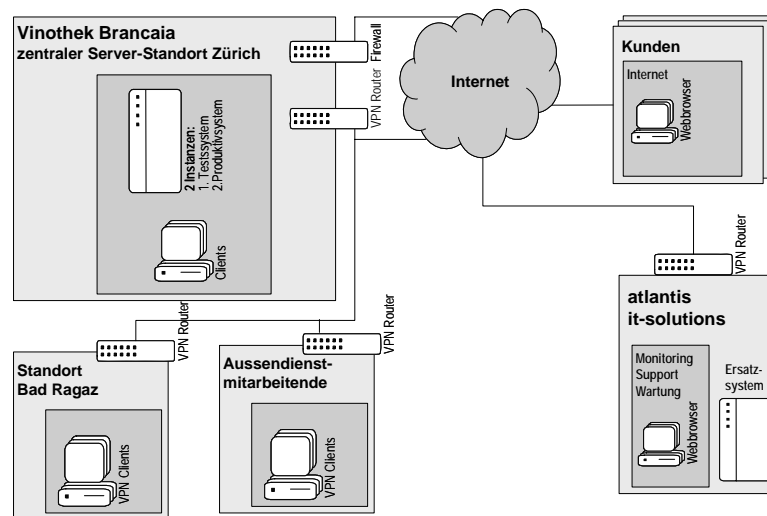 Vinothek Brancaia
zentraler Server-Standort Zürich
Firewall
VPN Router
2 Instanzen:
1. Testssystem
2.Produktivsystem
Clients
Internet
Kunden
Internet
Webbrowser
VPN Router
atlantis
it-solutions
Monitoring
Support
Wartung
Webbrowser
Ersatz-
system
VPN Router
Standort
Bad Ragaz
VPN Clients
VPN Router
Aussendienst-
mitarbeitende
VPN Clients